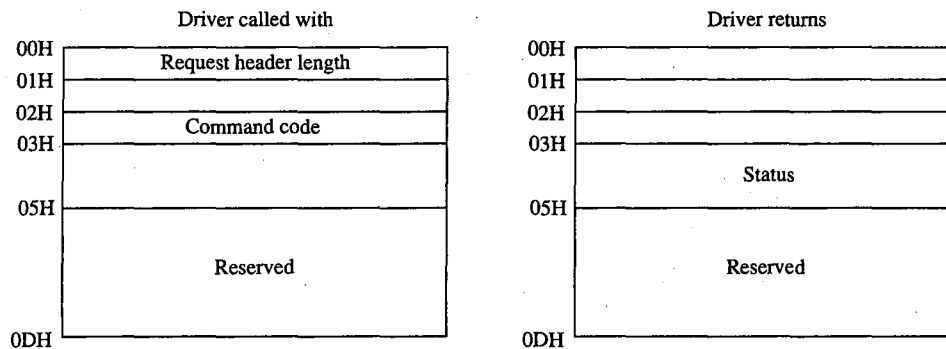 Driver called with
00H
Request header length
01H
02H
Command code
03H
05H
Reserved
0DH
Driver returns
00H
01H
02H
03H
Status
05H
Reserved
0DH